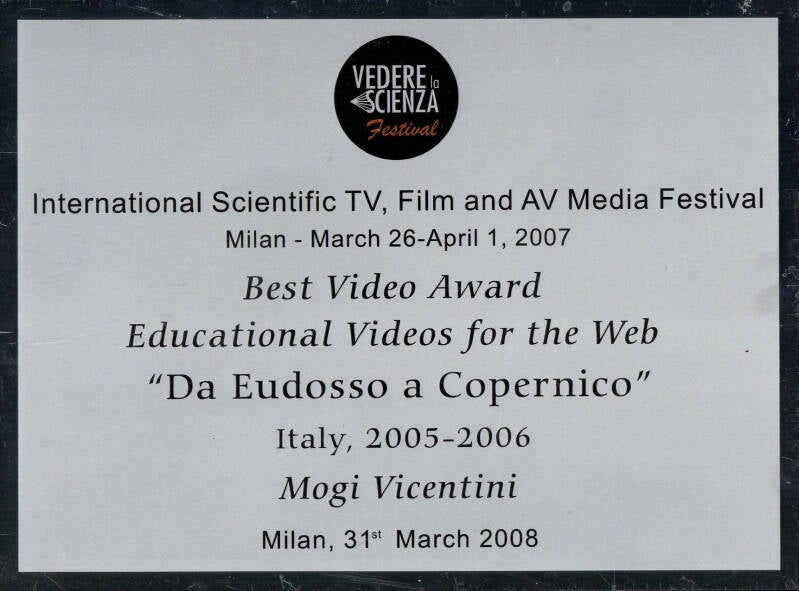 VEDERE la
SCIENZA
Festival
International Scientific TV, Film and AV Media Festival
Milan - March 26-April 1, 2007
Best Video Award
Educational Videos for the Web
“Da Eudosso a Copernico”
Italy, 2005-2006
Mogi Vicentini
Milan, 31st March 2008